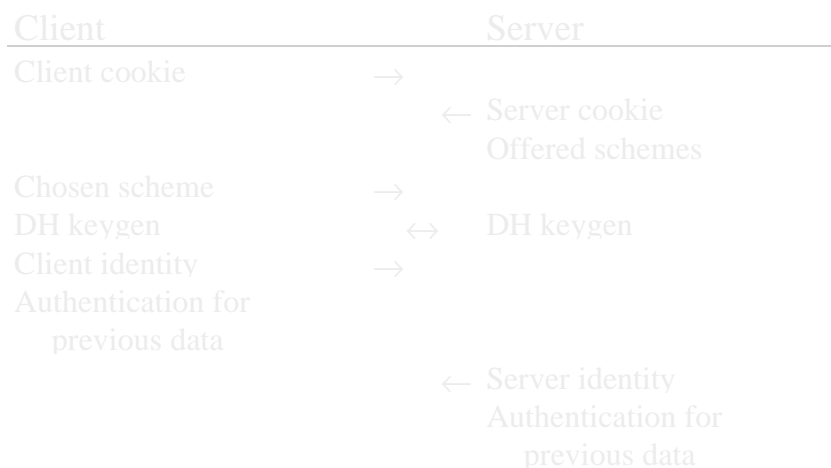 Client Server
Client cookie →
← Server cookie
Offered schemes
Chosen scheme →
DH keygen ↔ DH keygen
Client identity →
Authentication for
previous data
← Server identity
Authentication for
previous data